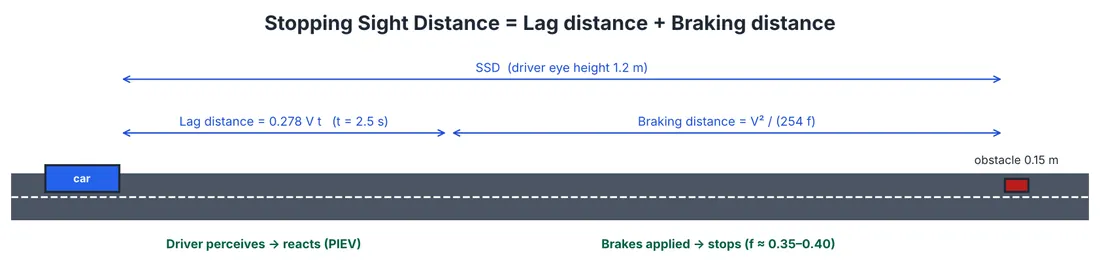 Stopping Sight Distance = Lag distance + Braking distance
SSD (driver eye height 1.2 m)
Lag distance = 0.278 V t (t = 2.5 s)
Braking distance = V² / (254 f)
obstacle 0.15 m
car
Driver perceives → reacts (PIEV)
Brakes applied → stops (f ≈ 0.35–0.40)